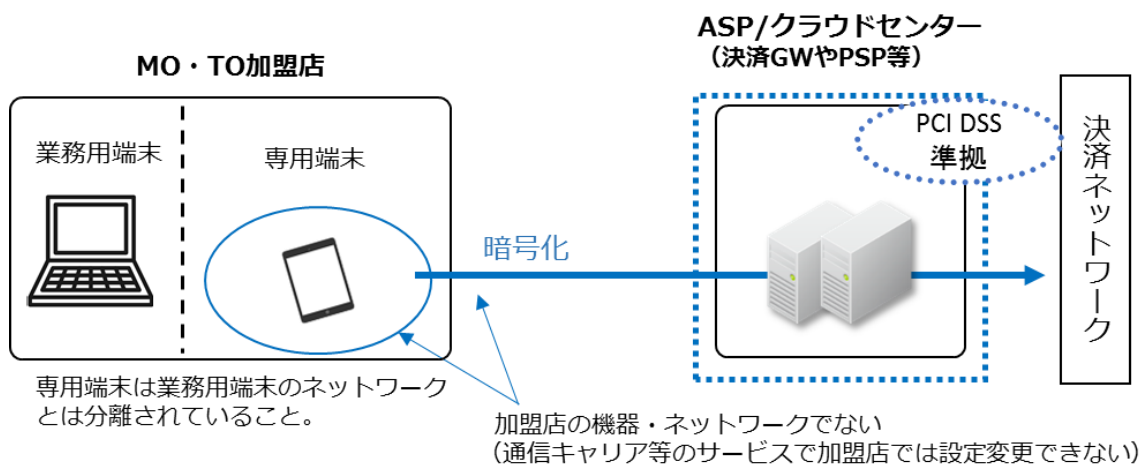 ASP/クラウドセンター
（決済GWやPSP等）
MO・TO加盟店
業務用端末
専用端末
暗号化
PCI DSS
準拠
決済ネットワーク
専用端末は業務用端末のネットワーク
とは分離されていること。
加盟店の機器・ネットワークでない
（通信キャリア等のサービスで加盟店では設定変更できない）